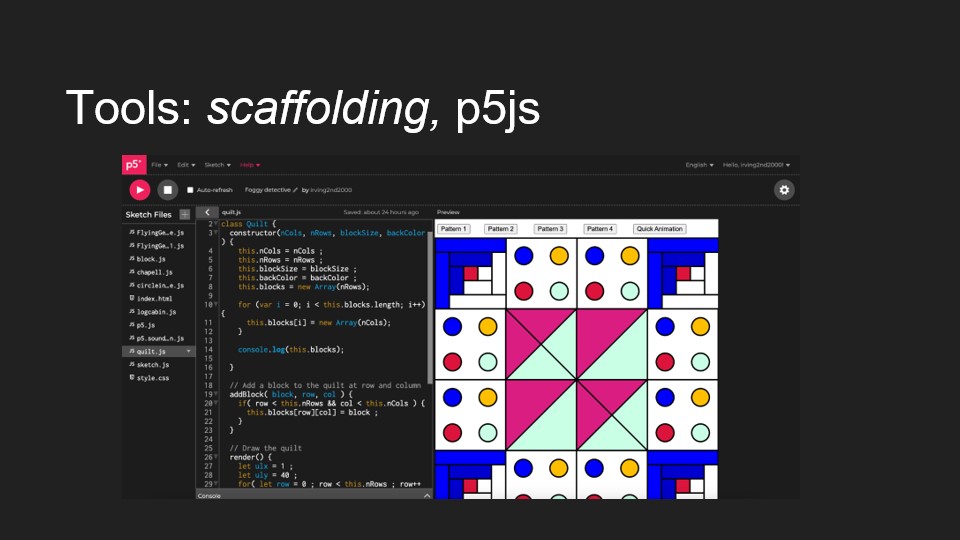 Tools: scaffolding, p5js
p5*
File Edit Sketch Help English Hello, irving2nd2000!
Auto-refresh Foggy detective by irving2nd2000
Sketch Files + < quilt.js Saved: about 24 hours ago Preview
FlyingGe…e.js
FlyingGe…1.js
block.js
chapell.js
circlein…e.js
index.html
logcabin.js
p5.js
p5.sound…n.js
quilt.js
sketch.js
style.css
2 class Quilt {
3 constructor(nCols, nRows, blockSize, backColor
) {
4 this.nCols = nCols ;
5 this.nRows = nRows ;
6 this.blockSize = blockSize ;
7 this.backColor = backColor ;
8 this.blocks = new Array(nRows);
9
10 for (var i = 0; i < this.blocks.length; i++)
{
11 this.blocks[i] = new Array(nCols);
12 }
13
14 console.log(this.blocks);
15
16 }
17
18 // Add a block to the quilt at row and column
19 addBlock( block, row, col ) {
20 if( row < this.nRows && col < this.nCols ) {
21 this.blocks[row][col] = block ;
22 }
23 }
24
25 // Draw the quilt
26 render() {
27 let ulx = 1 ;
28 let uly = 40 ;
29 for( let row = 0 ; row < this.nRows ; row++
Console
Pattern 1 Pattern 2 Pattern 3 Pattern 4 Quick Animation